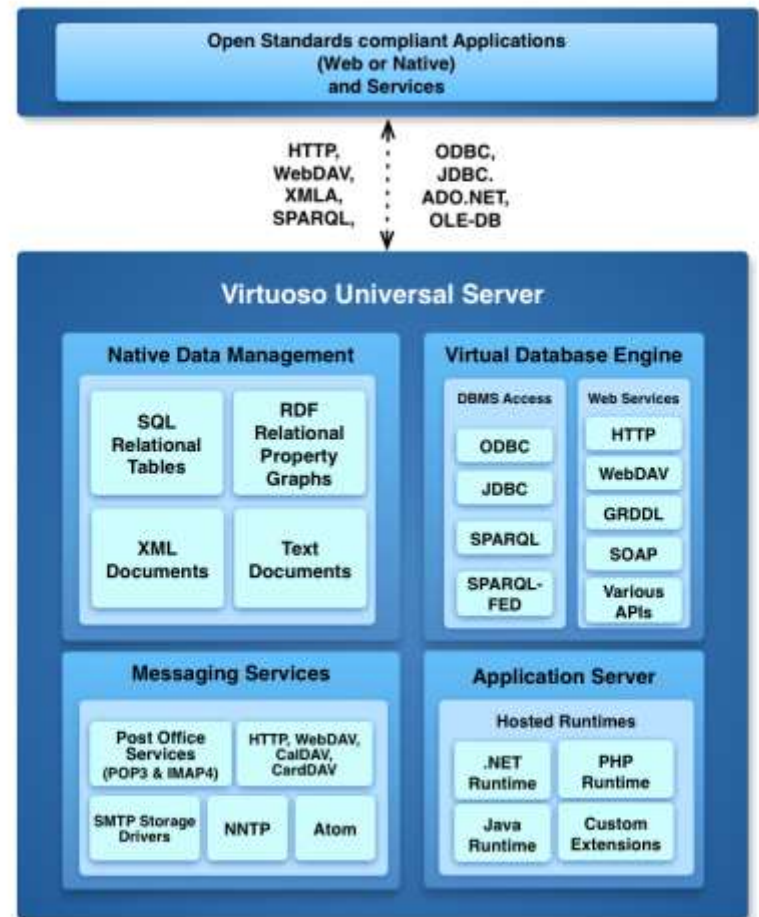 Open Standards compliant Applications
(Web or Native)
and Services
HTTP,
WebDAV,
XMLA,
SPARQL,
ODBC,
JDBC.
ADO.NET,
OLE-DB
Virtuoso Universal Server
Native Data Management
SQL
Relational
Tables
RDF
Relational
Property
Graphs
XML
Documents
Text
Documents
Virtual Database Engine
DBMS Access
ODBC
JDBC
SPARQL
SPARQL-
FED
Web Services
HTTP
WebDAV
GRDDL
SOAP
Various
APIs
Messaging Services
Post Office
Services
(POP3 & IMAP4)
HTTP, WebDAV,
CalDAV,
CardDAV
SMTP Storage
Drivers
NNTP
Atom
Application Server
Hosted Runtimes
.NET
Runtime
PHP
Runtime
Java
Runtime
Custom
Extensions